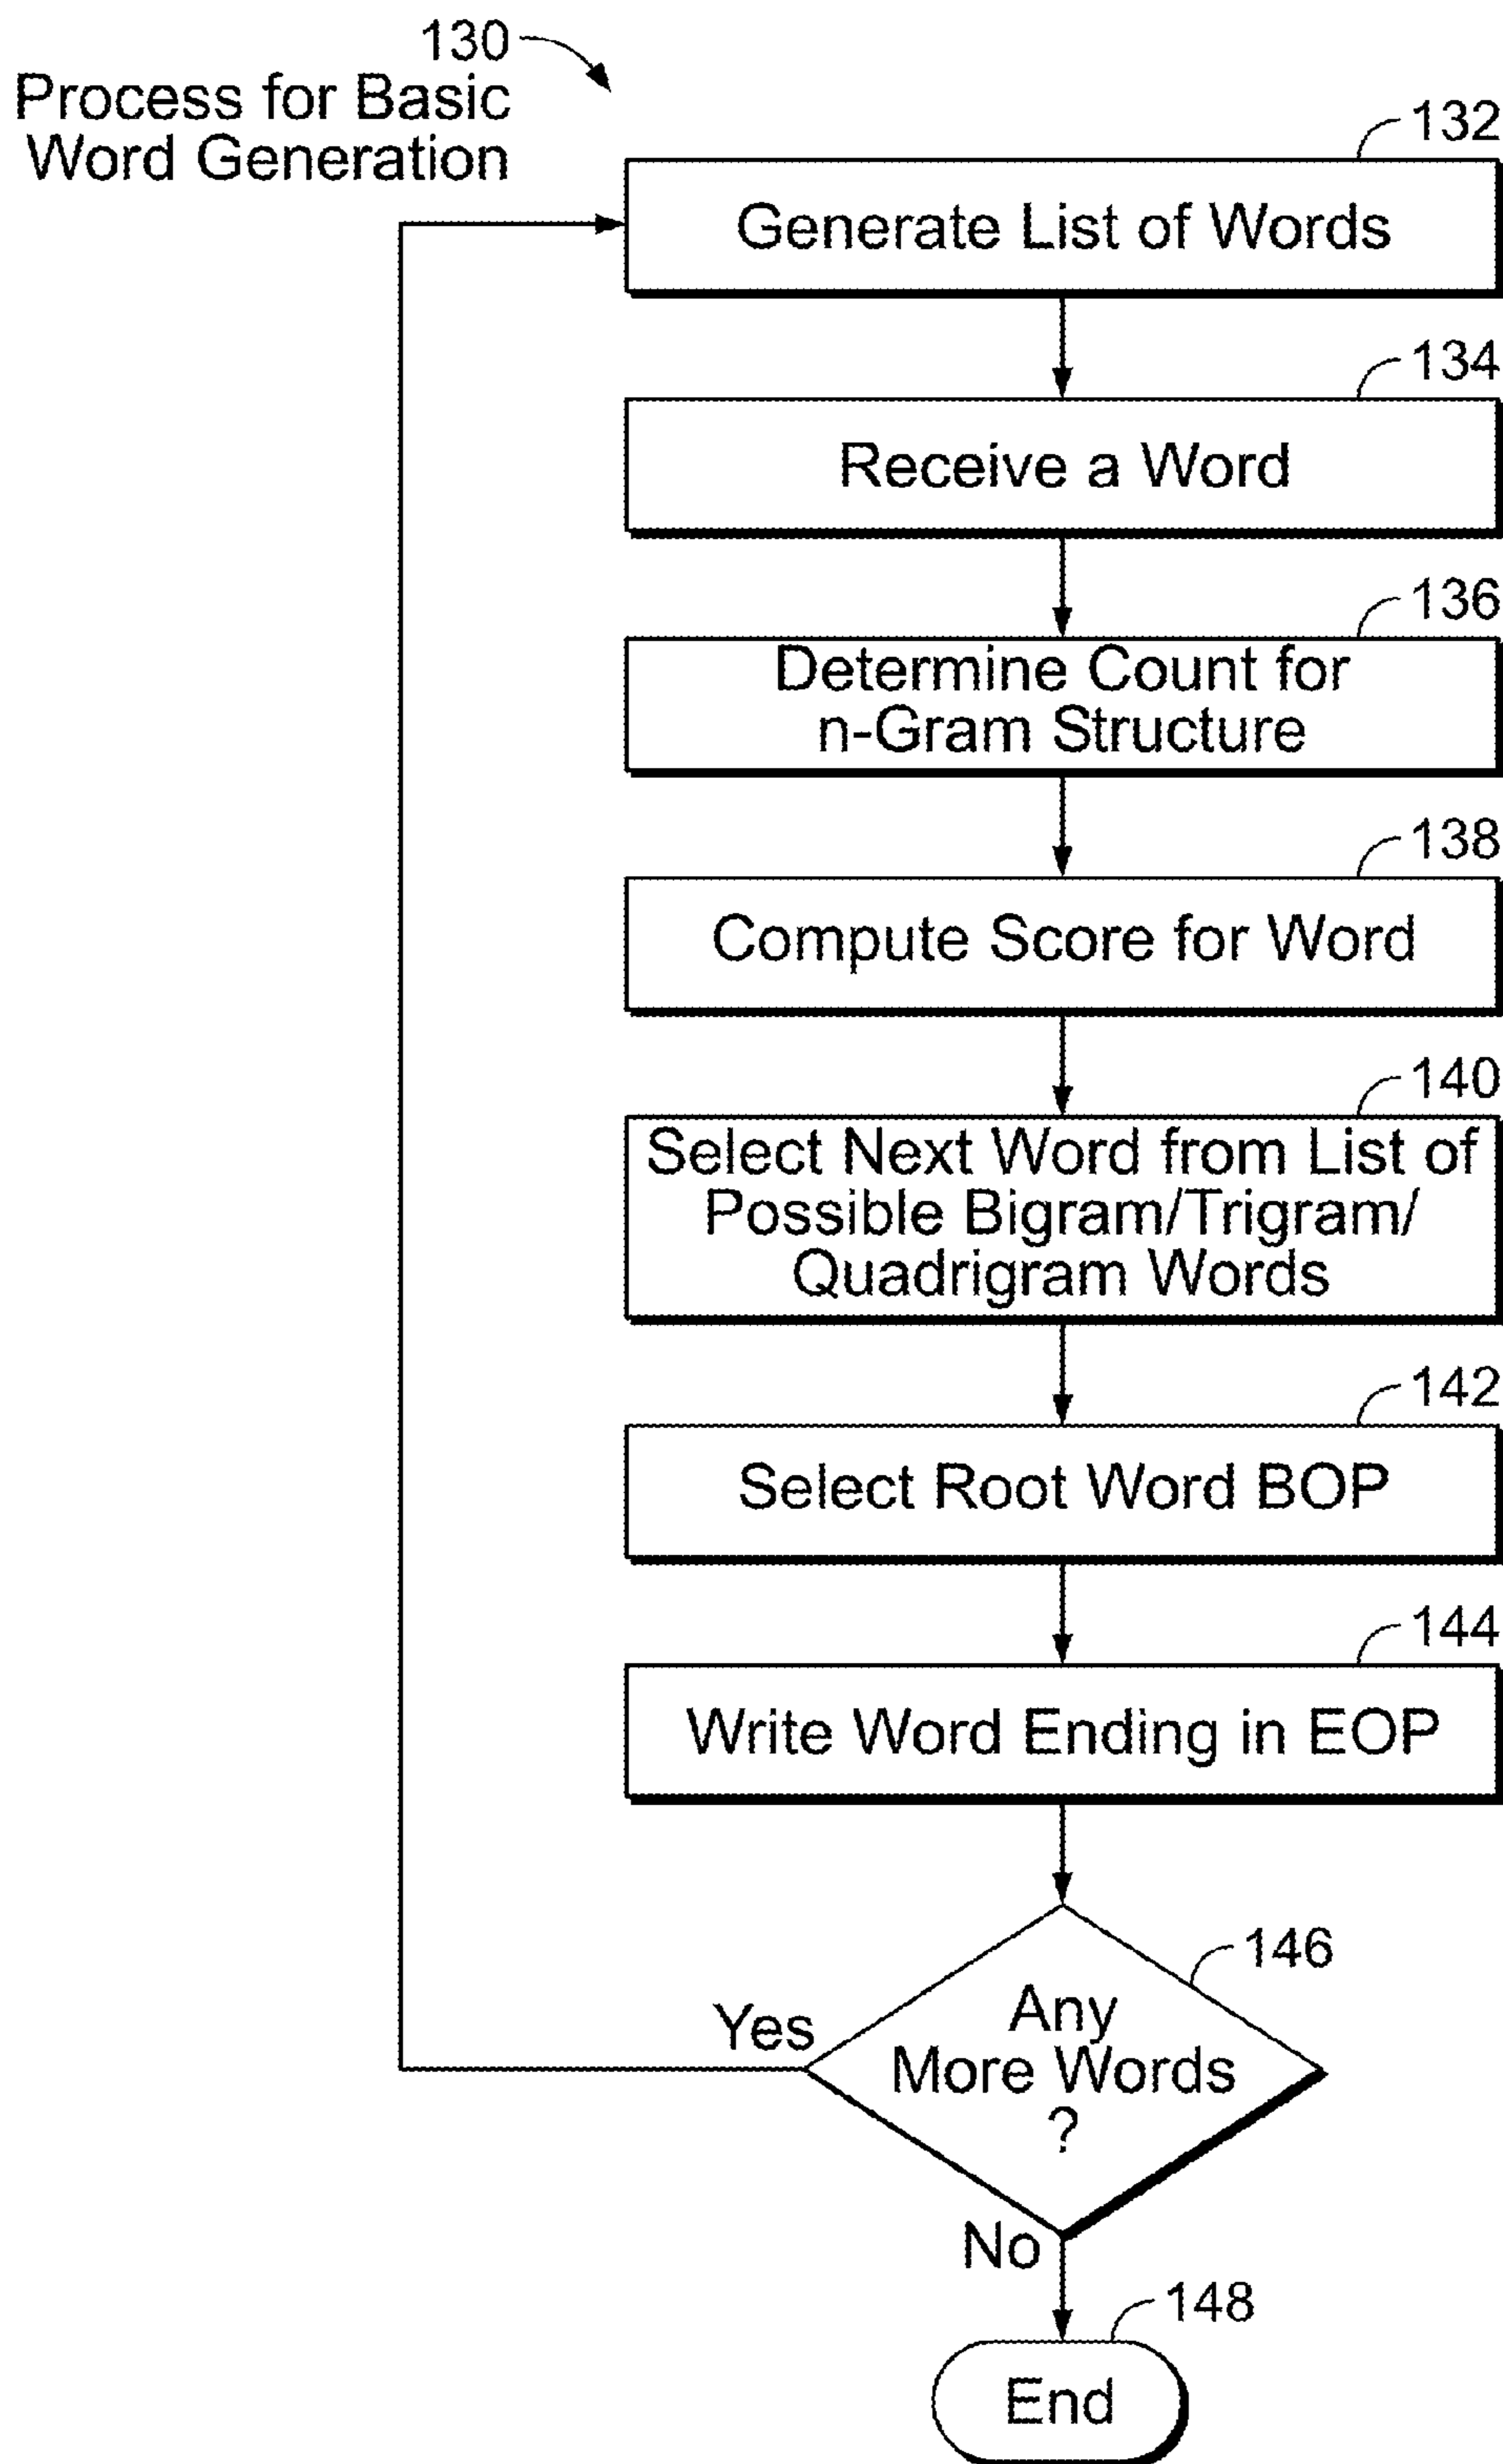 130
Process for Basic
Word Generation
132
Generate List of Words
134
Receive a Word
136
Determine Count for
n-Gram Structure
138
Compute Score for Word
140
Select Next Word from List of
Possible Bigram/Trigram/
Quadrigram Words
142
Select Root Word BOP
144
Write Word Ending in EOP
146
Any
More Words
?
Yes
No
148
End